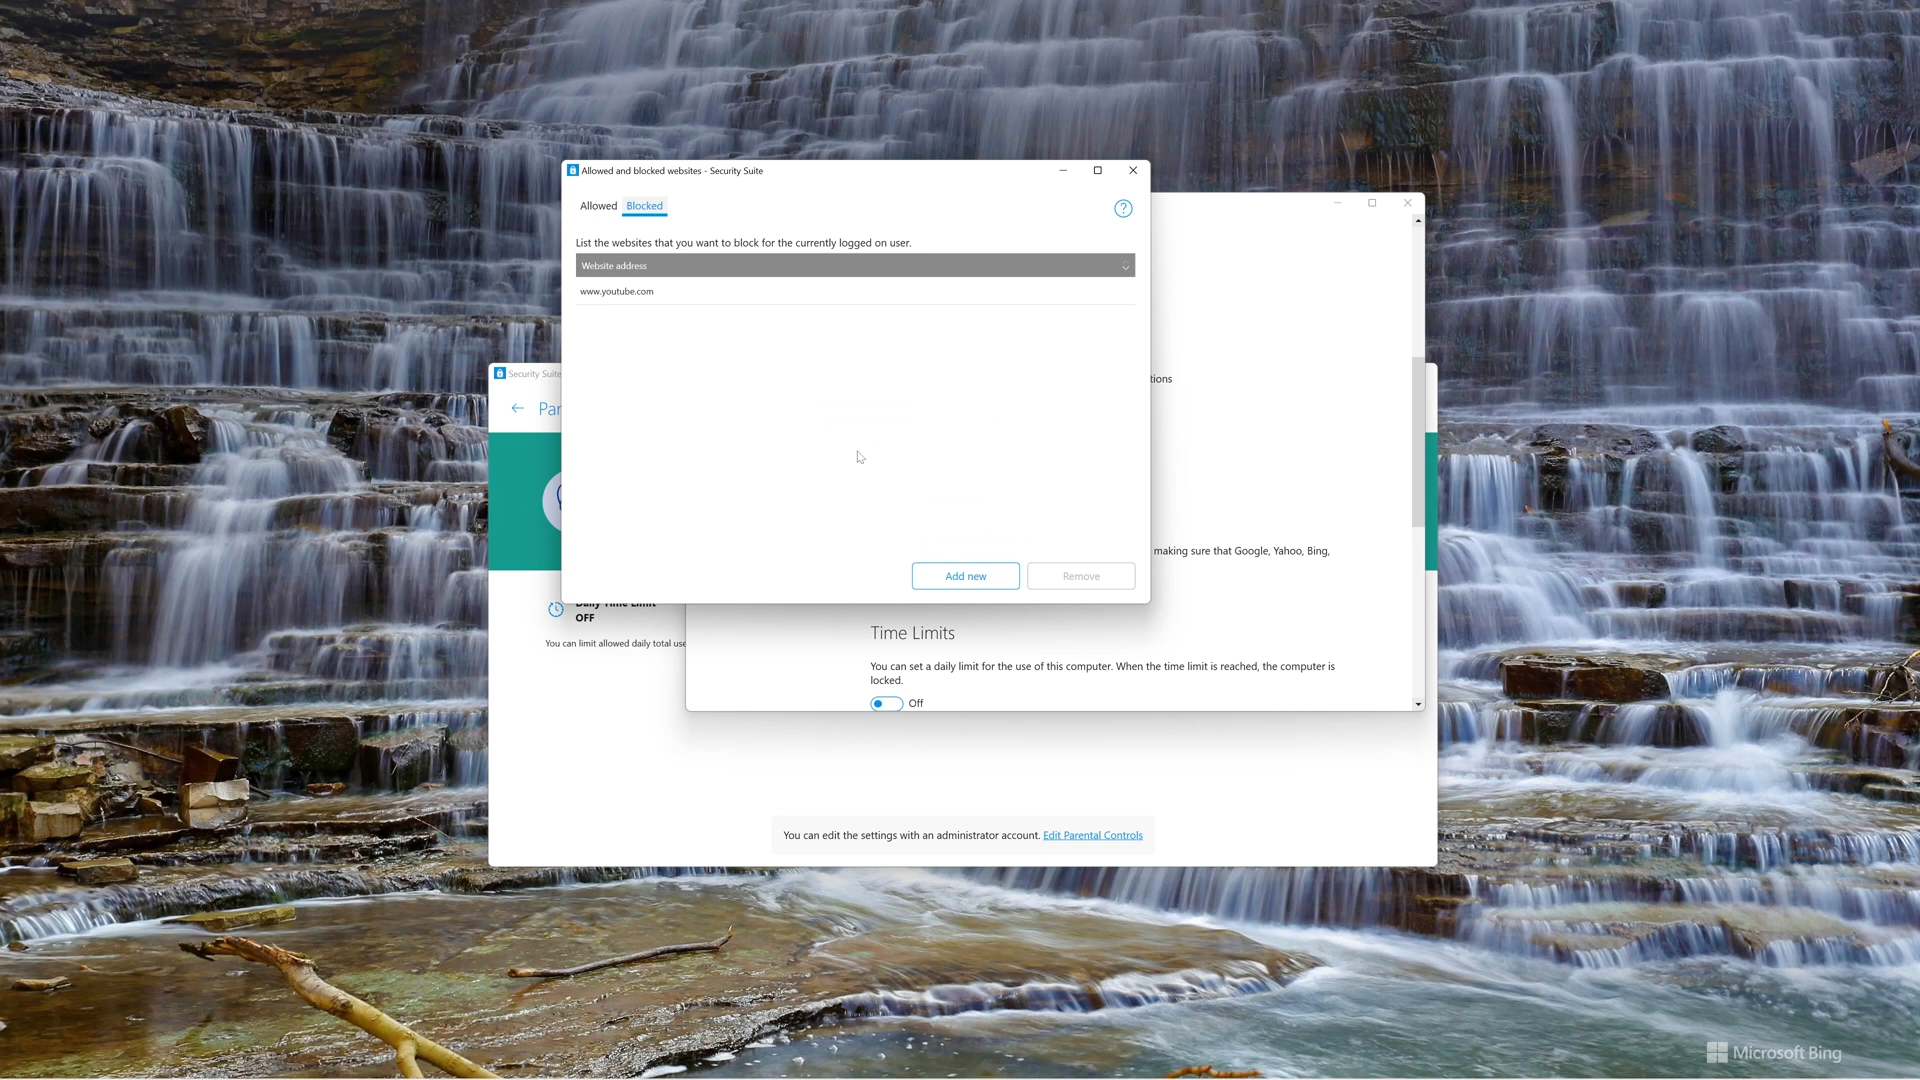 Allowed and blocked websites - Security Suite
Allowed Blocked
List the websites that you want to block for the currently logged on user.
Website address
www.youtube.com
Add new Remove
Security Suite
Par
tions
making sure that Google, Yahoo, Bing,
Daily Time Limit
OFF
You can limit allowed daily total use
Time Limits
You can set a daily limit for the use of this computer. When the time limit is reached, the computer is
locked.
Off
You can edit the settings with an administrator account. Edit Parental Controls
Microsoft Bing